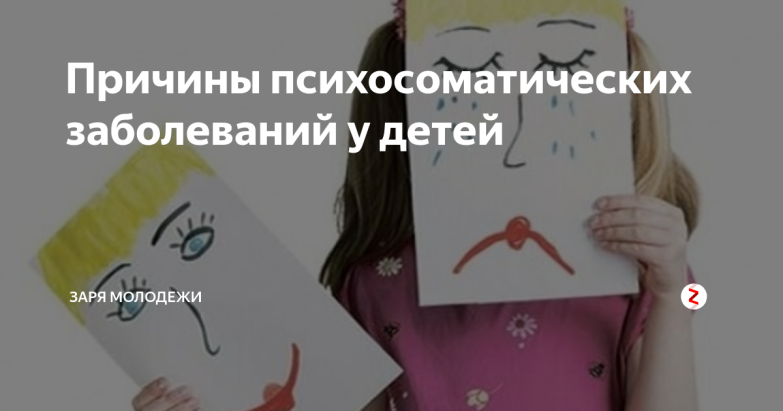 Причины психосоматических
заболеваний у детей
ЗАРЯ МОЛОДЕЖИ